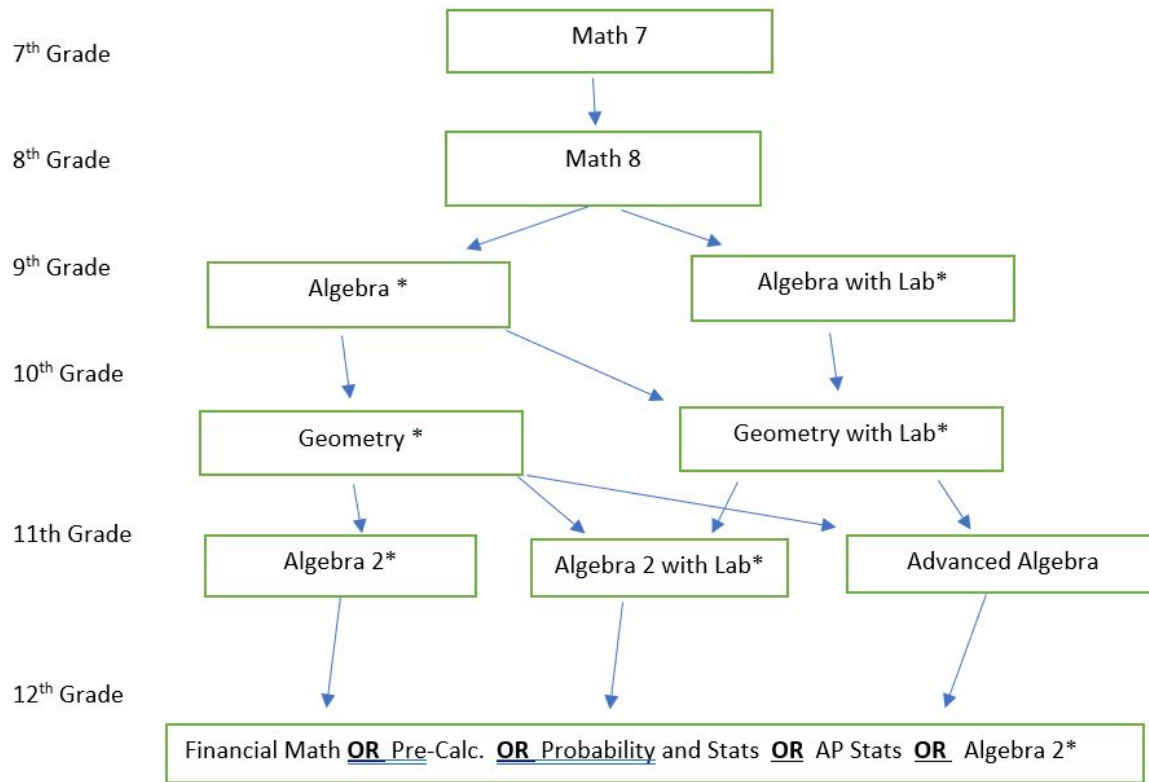 7th Grade
Math 7
8th Grade
Math 8
9th Grade
Algebra *
Algebra with Lab*
10th Grade
Geometry *
Geometry with Lab*
11th Grade
Algebra 2*
Algebra 2 with Lab*
Advanced Algebra
12th Grade
Financial Math OR Pre-Calc. OR Probability and Stats OR AP Stats OR Algebra 2*